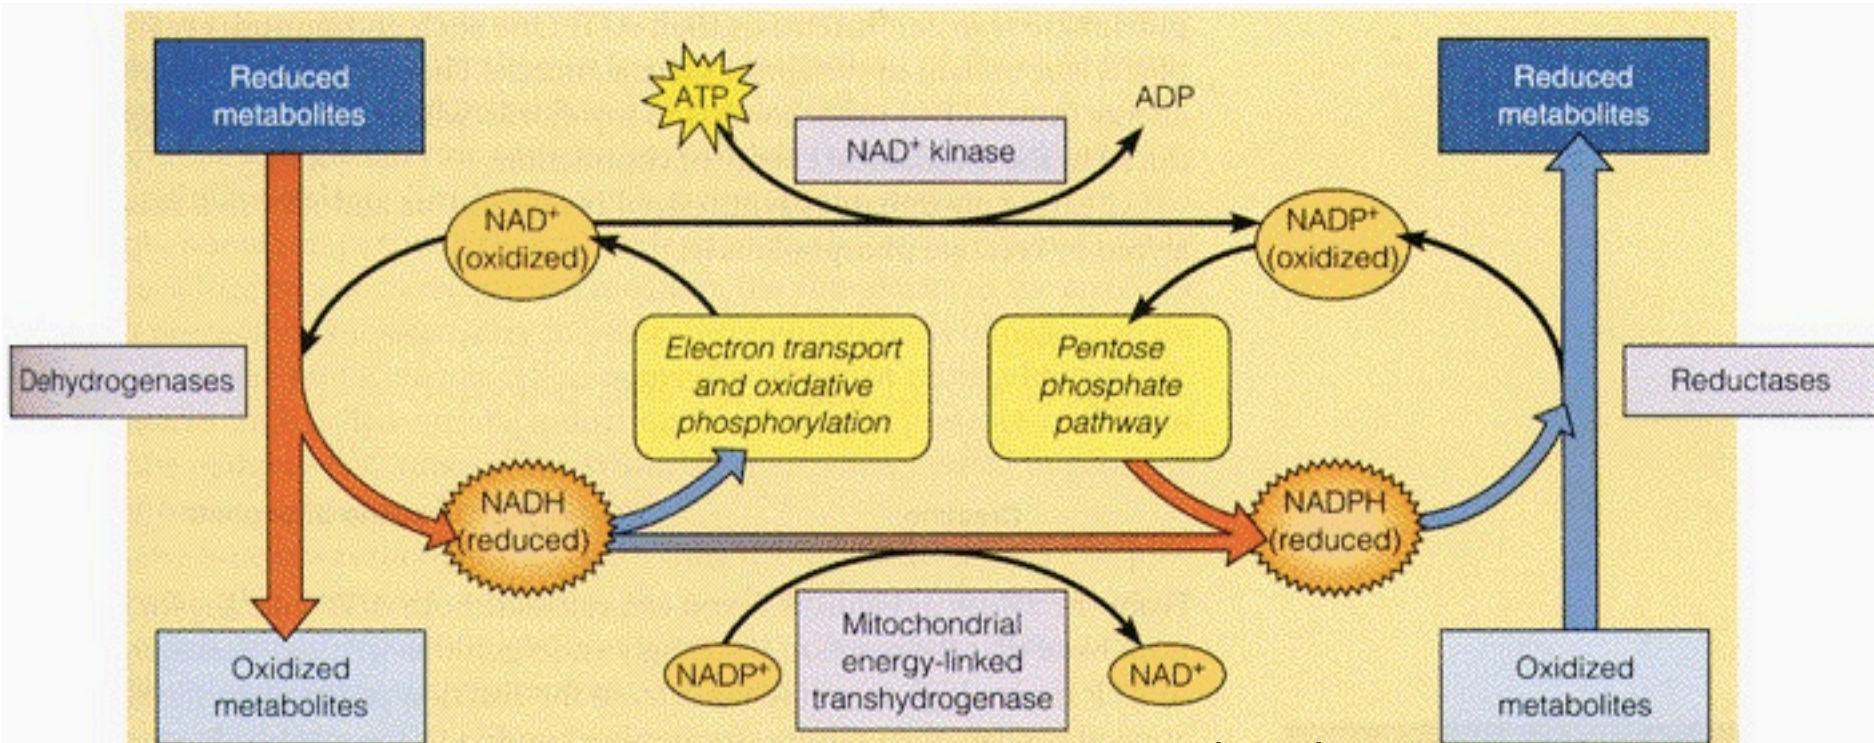 Reduced
metabolites
ATP
ADP
Reduced
metabolites
NAD⁺ kinase
NAD⁺
(oxidized)
NADP⁺
(oxidized)
Dehydrogenases
Electron transport
and oxidative
phosphorylation
Pentose
phosphate
pathway
Reductases
NADH
(reduced)
NADPH
(reduced)
Oxidized
metabolites
NADP⁺
Mitochondrial
energy-linked
transhydrogenase
NAD⁺
Oxidized
metabolites